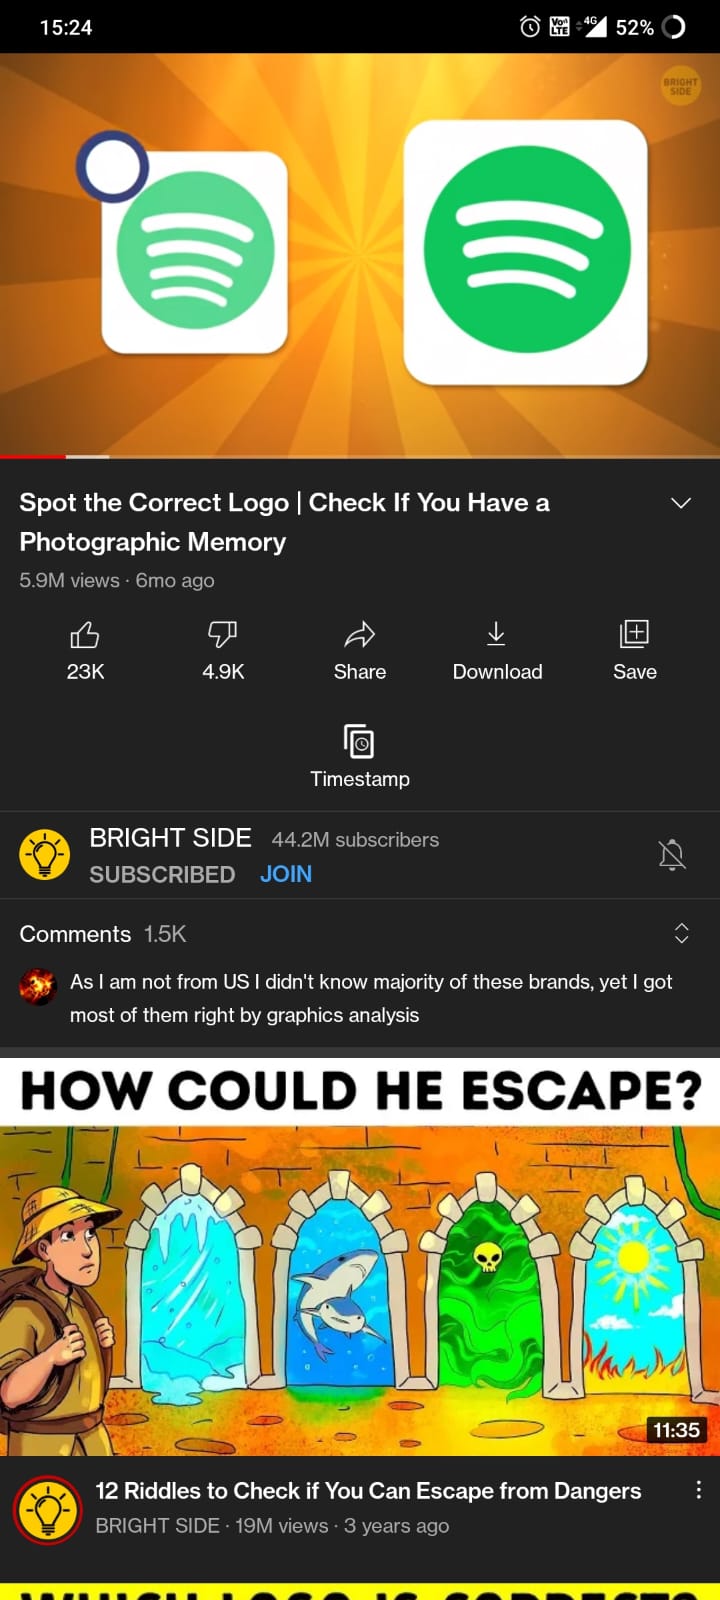 15:24
Vo)) LTE 4G 52%
BRIGHT
SIDE
Spot the Correct Logo | Check If You Have a
Photographic Memory
5.9M views · 6mo ago
23K 4.9K Share Download Save
Timestamp
BRIGHT SIDE 44.2M subscribers
SUBSCRIBED JOIN
Comments 1.5K
As I am not from US I didn't know majority of these brands, yet I got
most of them right by graphics analysis
HOW COULD HE ESCAPE?
11:35
12 Riddles to Check if You Can Escape from Dangers
BRIGHT SIDE · 19M views · 3 years ago
WHICH LOGO IS CORRECT?